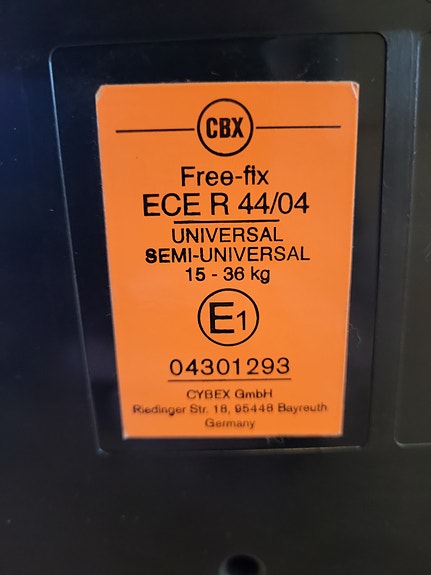 CBX
Free-fix
ECE R 44/04
UNIVERSAL
SEMI-UNIVERSAL
15 - 36 kg
E1
04301293
CYBEX GmbH
Riedinger Str. 18, 95448 Bayreuth
Germany